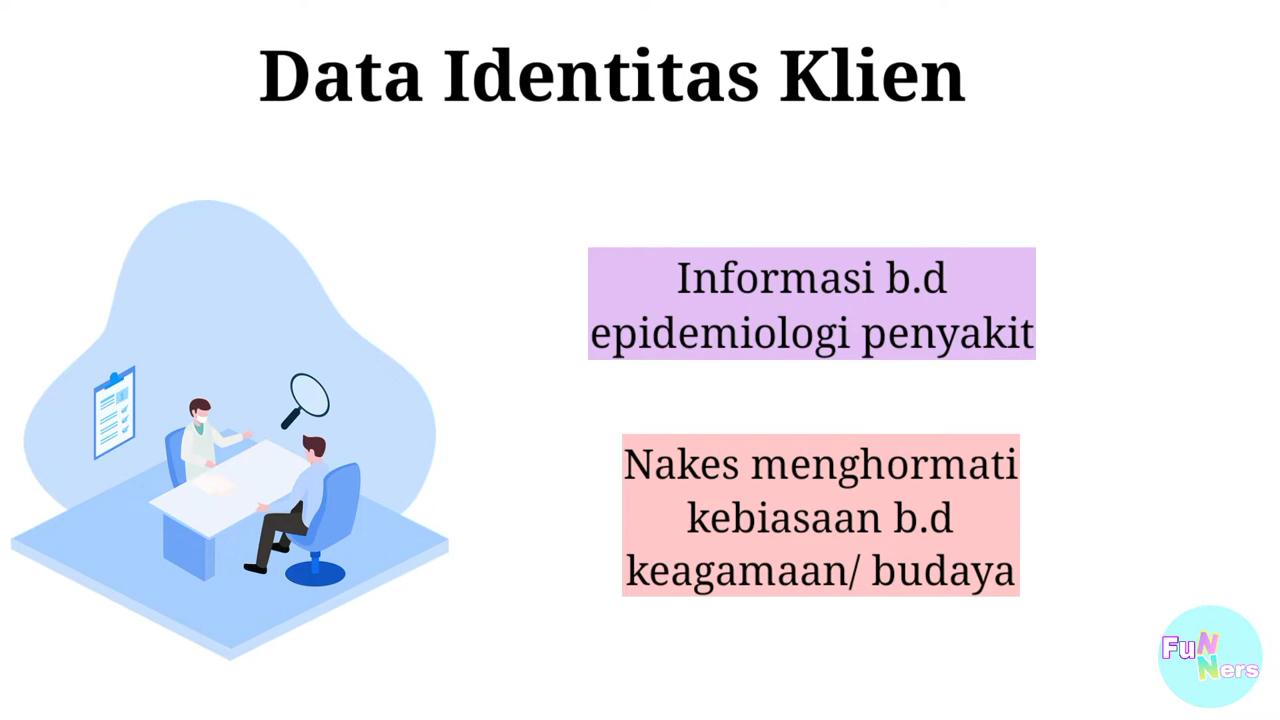 Data Identitas Klien
Informasi b.d
epidemiologi penyakit
Nakes menghormati
kebiasaan b.d
keagamaan/ budaya
FuN
Ners